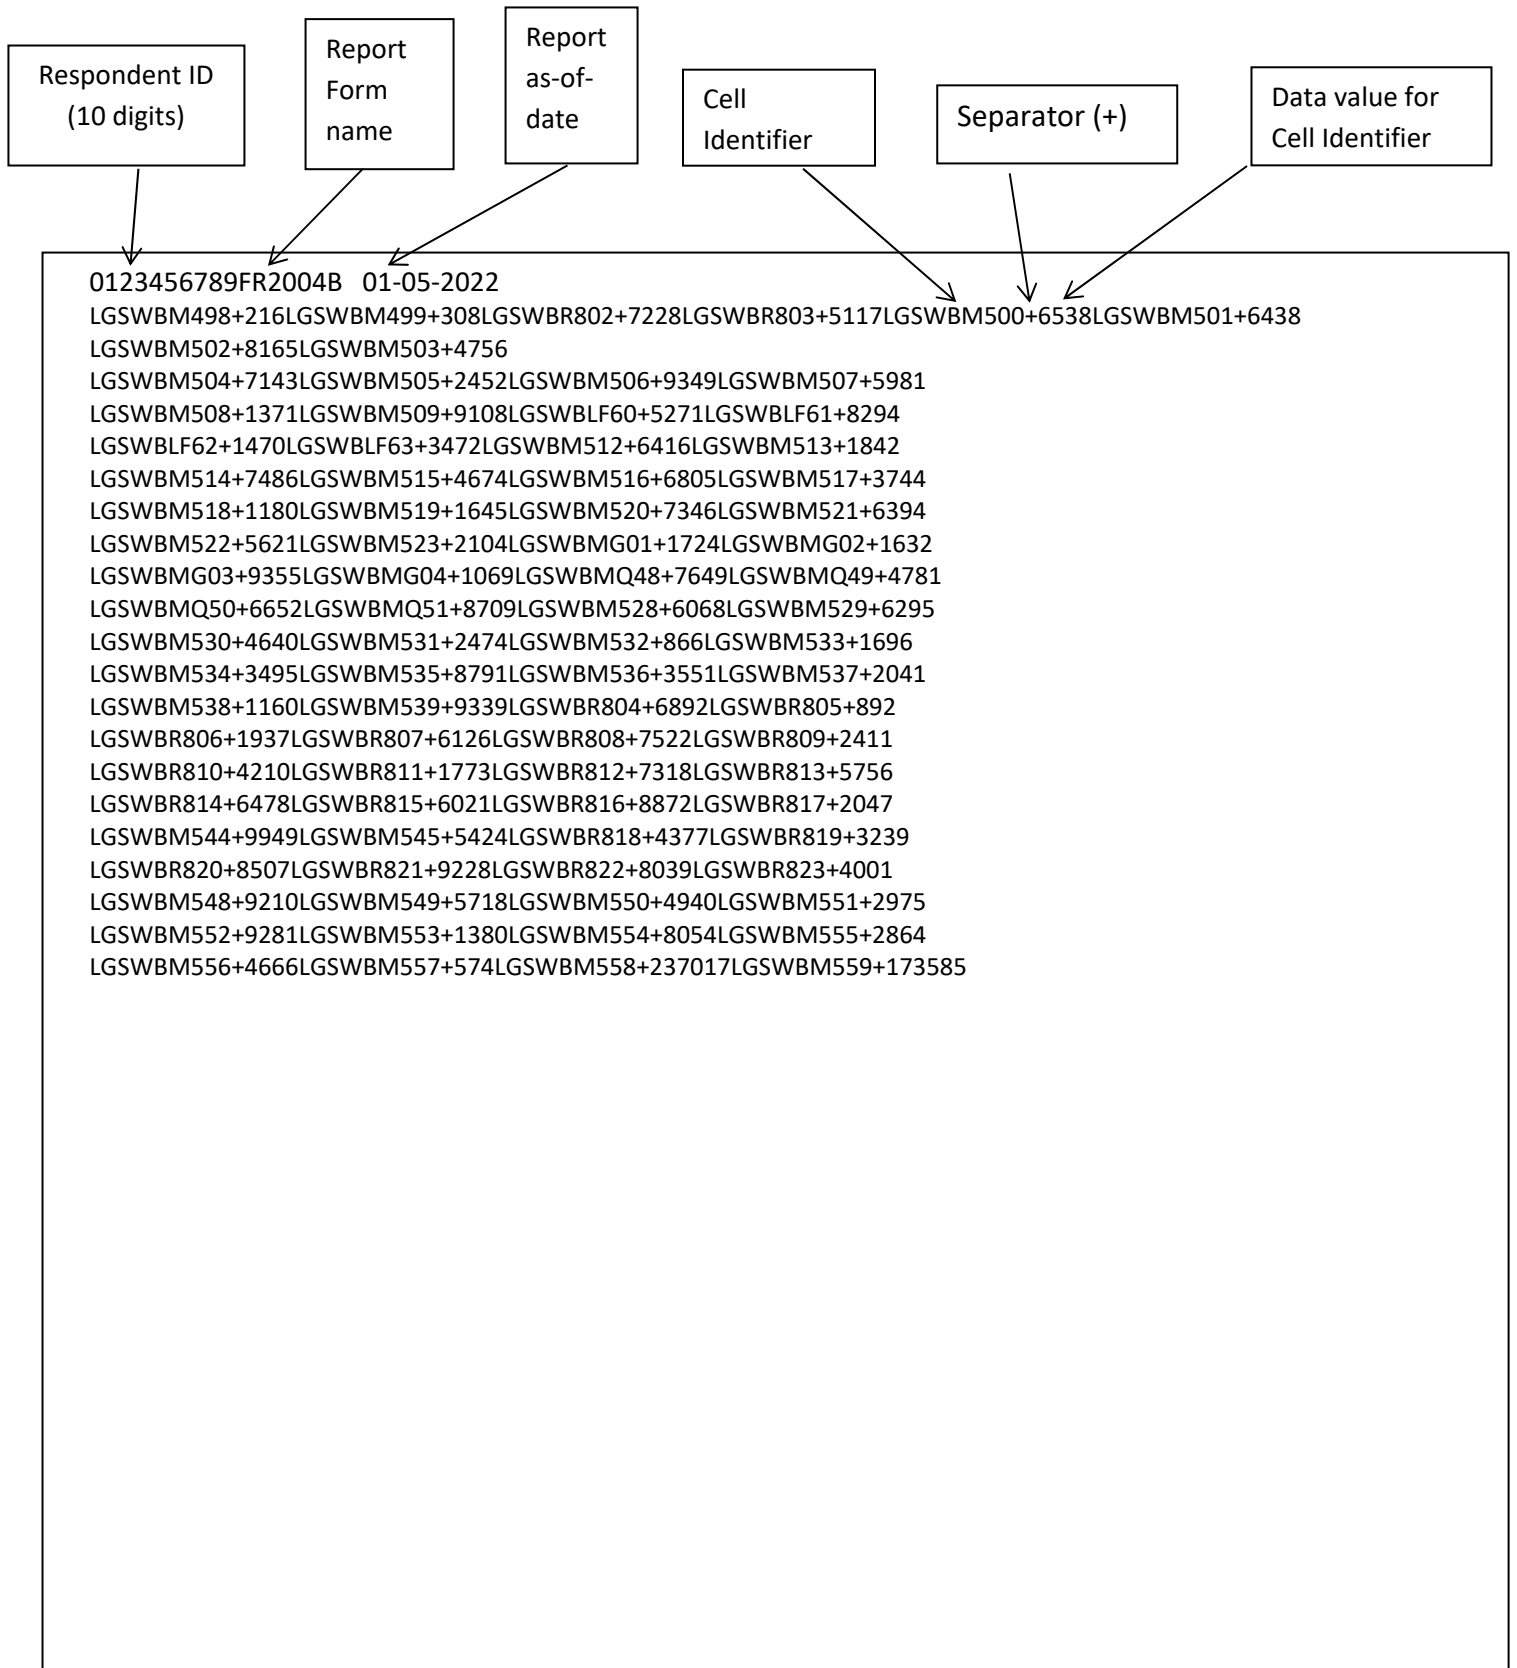 Respondent ID
(10 digits)
Report
Form
name
Report
as-of-
date
Cell
Identifier
Separator (+)
Data value for
Cell Identifier
0123456789FR2004B   01-05-2022
LGSWBM498+216LGSWBM499+308LGSWBR802+7228LGSWBR803+5117LGSWBM500+6538LGSWBM501+6438
LGSWBM502+8165LGSWBM503+4756
LGSWBM504+7143LGSWBM505+2452LGSWBM506+9349LGSWBM507+5981
LGSWBM508+1371LGSWBM509+9108LGSWBLF60+5271LGSWBLF61+8294
LGSWBLF62+1470LGSWBLF63+3472LGSWBM512+6416LGSWBM513+1842
LGSWBM514+7486LGSWBM515+4674LGSWBM516+6805LGSWBM517+3744
LGSWBM518+1180LGSWBM519+1645LGSWBM520+7346LGSWBM521+6394
LGSWBM522+5621LGSWBM523+2104LGSWBMG01+1724LGSWBMG02+1632
LGSWBMG03+9355LGSWBMG04+1069LGSWBMQ48+7649LGSWBMQ49+4781
LGSWBMQ50+6652LGSWBMQ51+8709LGSWBM528+6068LGSWBM529+6295
LGSWBM530+4640LGSWBM531+2474LGSWBM532+866LGSWBM533+1696
LGSWBM534+3495LGSWBM535+8791LGSWBM536+3551LGSWBM537+2041
LGSWBM538+1160LGSWBM539+9339LGSWBR804+6892LGSWBR805+892
LGSWBR806+1937LGSWBR807+6126LGSWBR808+7522LGSWBR809+2411
LGSWBR810+4210LGSWBR811+1773LGSWBR812+7318LGSWBR813+5756
LGSWBR814+6478LGSWBR815+6021LGSWBR816+8872LGSWBR817+2047
LGSWBM544+9949LGSWBM545+5424LGSWBR818+4377LGSWBR819+3239
LGSWBR820+8507LGSWBR821+9228LGSWBR822+8039LGSWBR823+4001
LGSWBM548+9210LGSWBM549+5718LGSWBM550+4940LGSWBM551+2975
LGSWBM552+9281LGSWBM553+1380LGSWBM554+8054LGSWBM555+2864
LGSWBM556+4666LGSWBM557+574LGSWBM558+237017LGSWBM559+173585